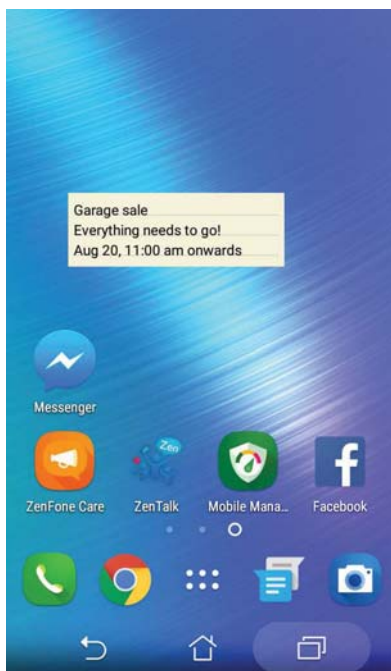 Garage sale
Everything needs to go!
Aug 20, 11:00 am onwards
Messenger
Zen
ZenFone Care
ZenTalk
Mobile Mana...
Facebook